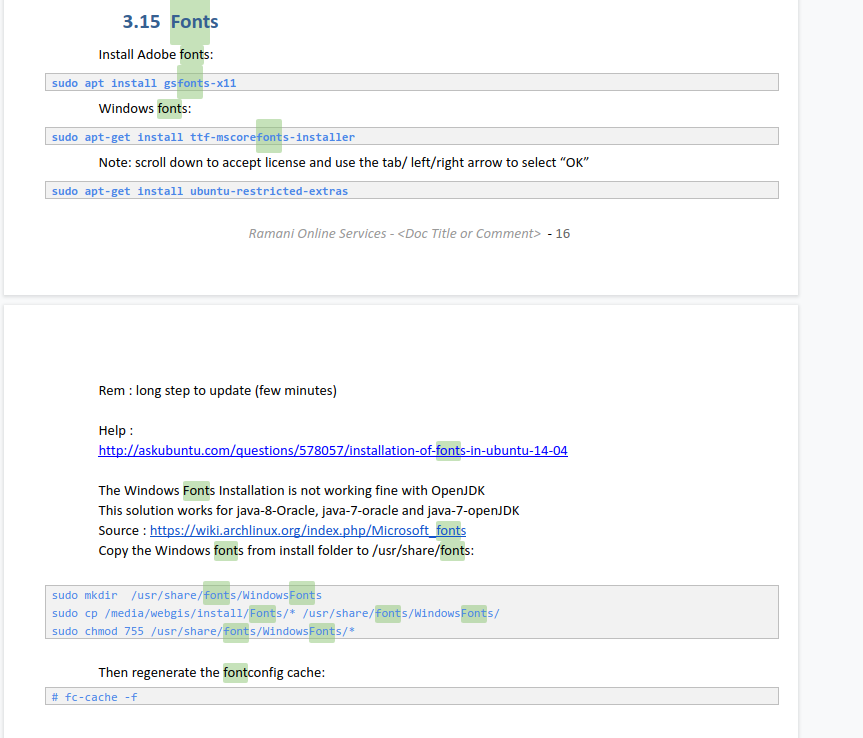 3.15 Fonts
Install Adobe fonts:
sudo apt install gsfonts-x11
Windows fonts:
sudo apt-get install ttf-mscorefonts-installer
Note: scroll down to accept license and use the tab/ left/right arrow to select “OK”
sudo apt-get install ubuntu-restricted-extras
Ramani Online Services - <Doc Title or Comment> - 16
Rem : long step to update (few minutes)
Help :
http://askubuntu.com/questions/578057/installation-of-fonts-in-ubuntu-14-04
The Windows Fonts Installation is not working fine with OpenJDK
This solution works for java-8-Oracle, java-7-oracle and java-7-openJDK
Source : https://wiki.archlinux.org/index.php/Microsoft_fonts
Copy the Windows fonts from install folder to /usr/share/fonts:
sudo mkdir  /usr/share/fonts/WindowsFonts
sudo cp /media/webgis/install/Fonts/* /usr/share/fonts/WindowsFonts/
sudo chmod 755 /usr/share/fonts/WindowsFonts/*
Then regenerate the fontconfig cache:
# fc-cache -f